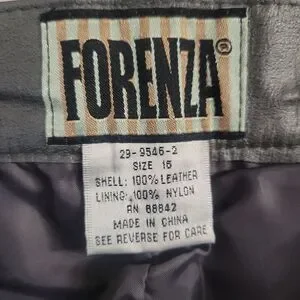 FORENZA®
29-9546-2
SIZE 16
SHELL: 100% LEATHER
LINING: 100% NYLON
RN 88842
MADE IN CHINA
SEE REVERSE FOR CARE